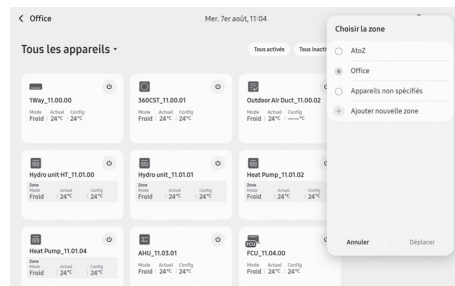 Office
Mer. 7er août, 11:04
Tous les appareils
Tous activés
Tous inacti
1Way_11.00.00
Mode Actuel Config
Froid 24°C 24°C
360CST_11.00.01
Mode Actuel Config
Froid 24°C 24°C
Outdoor Air Duct_11.00.02
Mode Actuel Config
Froid 24°C ——°C
Hydro unit HT_11.01.00
Zone
Mode Actuel Config
Froid 24°C 24°C
Hydro unit_11.01.01
Zone
Mode Actuel Config
Froid 24°C 24°C
Heat Pump_11.01.02
Zone
Mode Actuel Config
Froid 24°C 24°C
Heat Pump_11.01.04
Zone
Mode Actuel Config
Froid 24°C 24°C
AHU_11.03.01
Mode Actuel Config
Froid 24°C 24°C
FCU
FCU_11.04.00
Mode Actuel Config
Froid 24°C 24°C
Choisir la zone
AtoZ
Office
Appareils non spécifiés
Ajouter nouvelle zone
Annuler
Déplacer